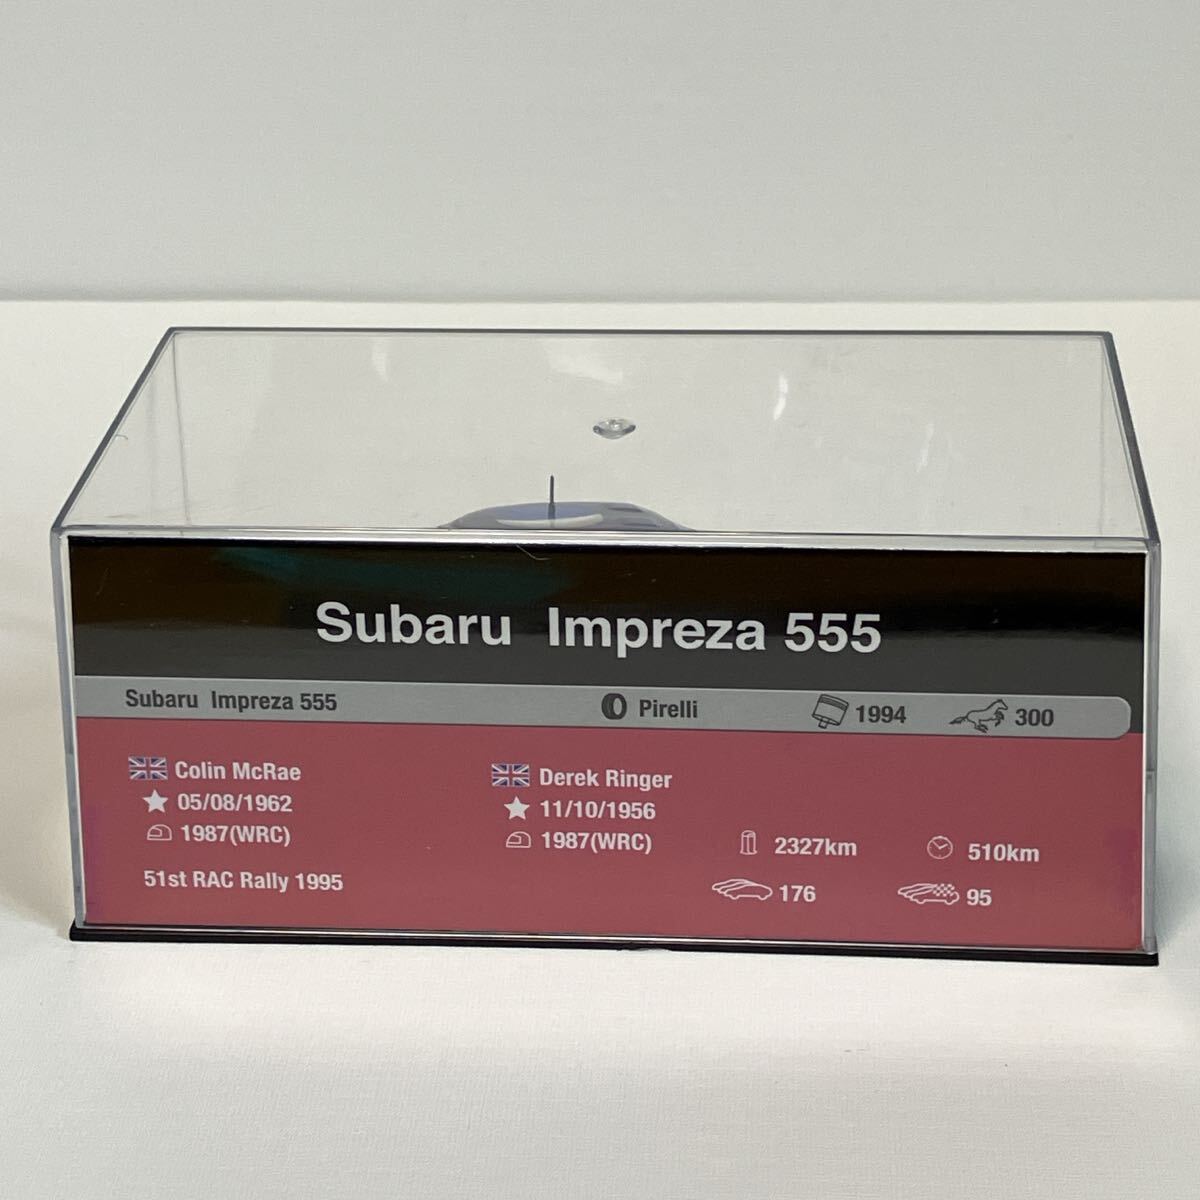 Subaru Impreza 555
Subaru Impreza 555 Pirelli 1994 300
Colin McRae
05/08/1962
1987(WRC)
51st RAC Rally 1995
Derek Ringer
11/10/1956
1987(WRC)
2327km 510km
176 95